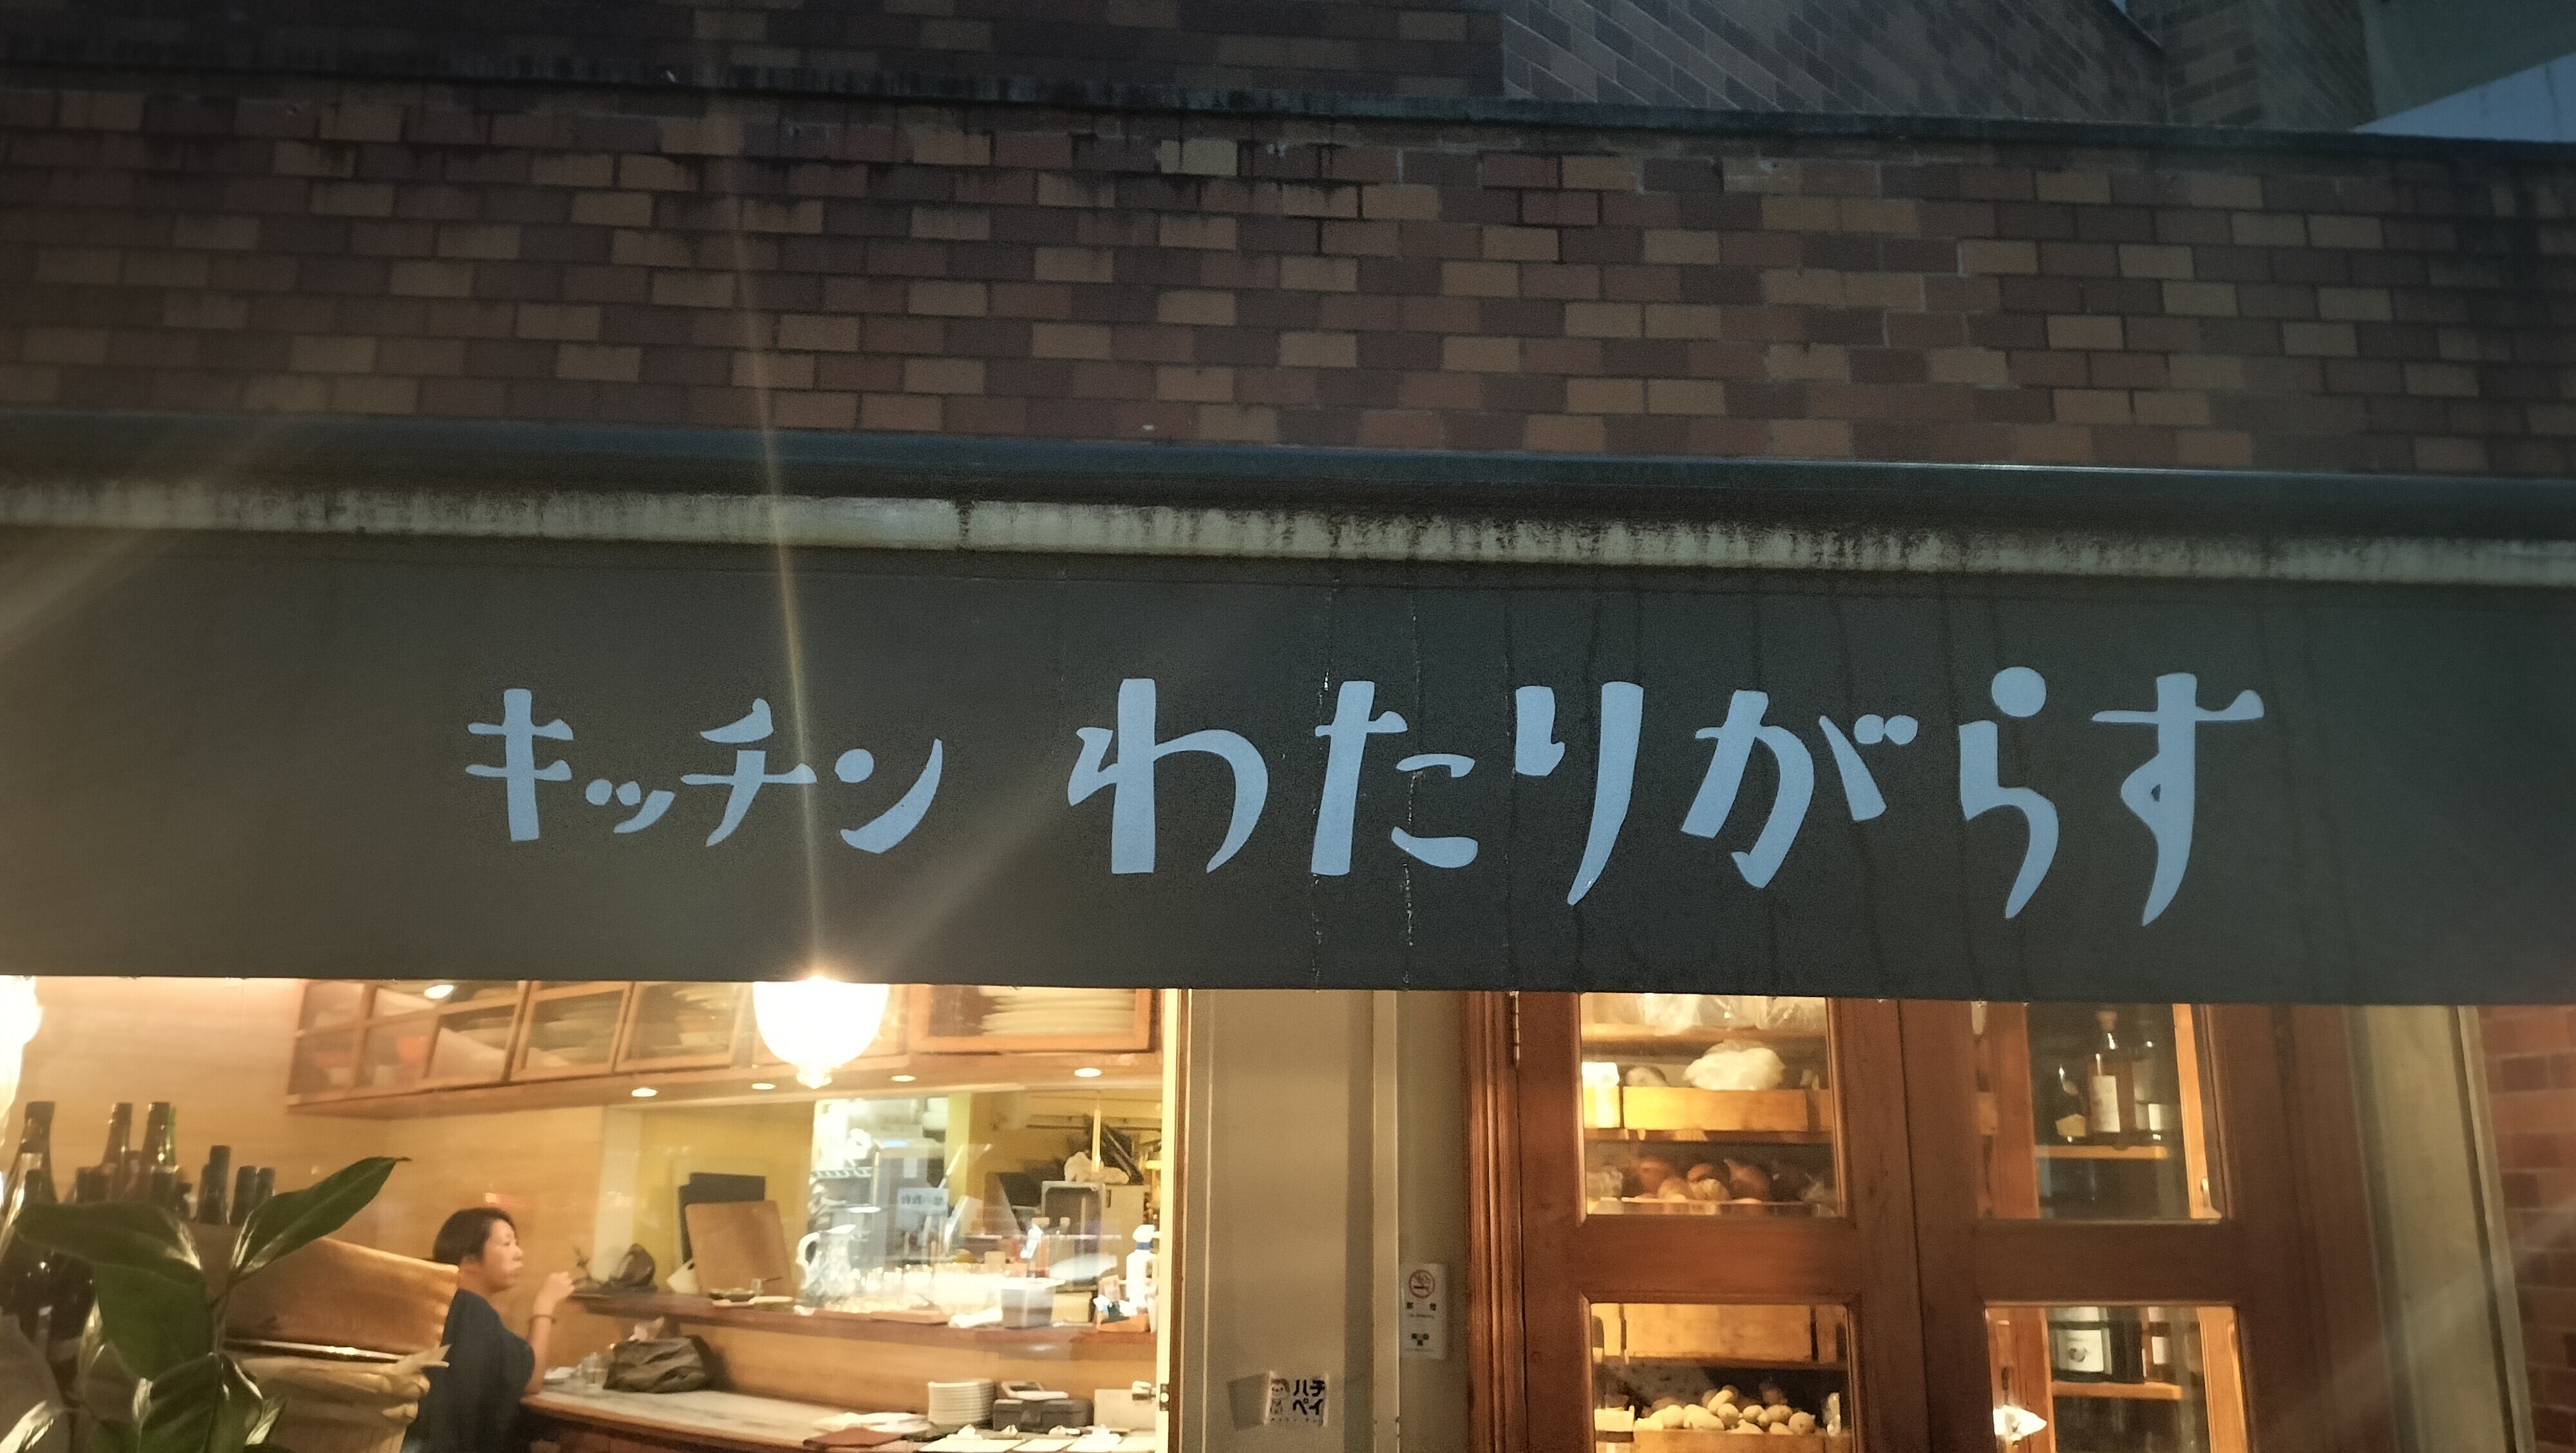 キッチン わたりがらす
ハチ
ペイ